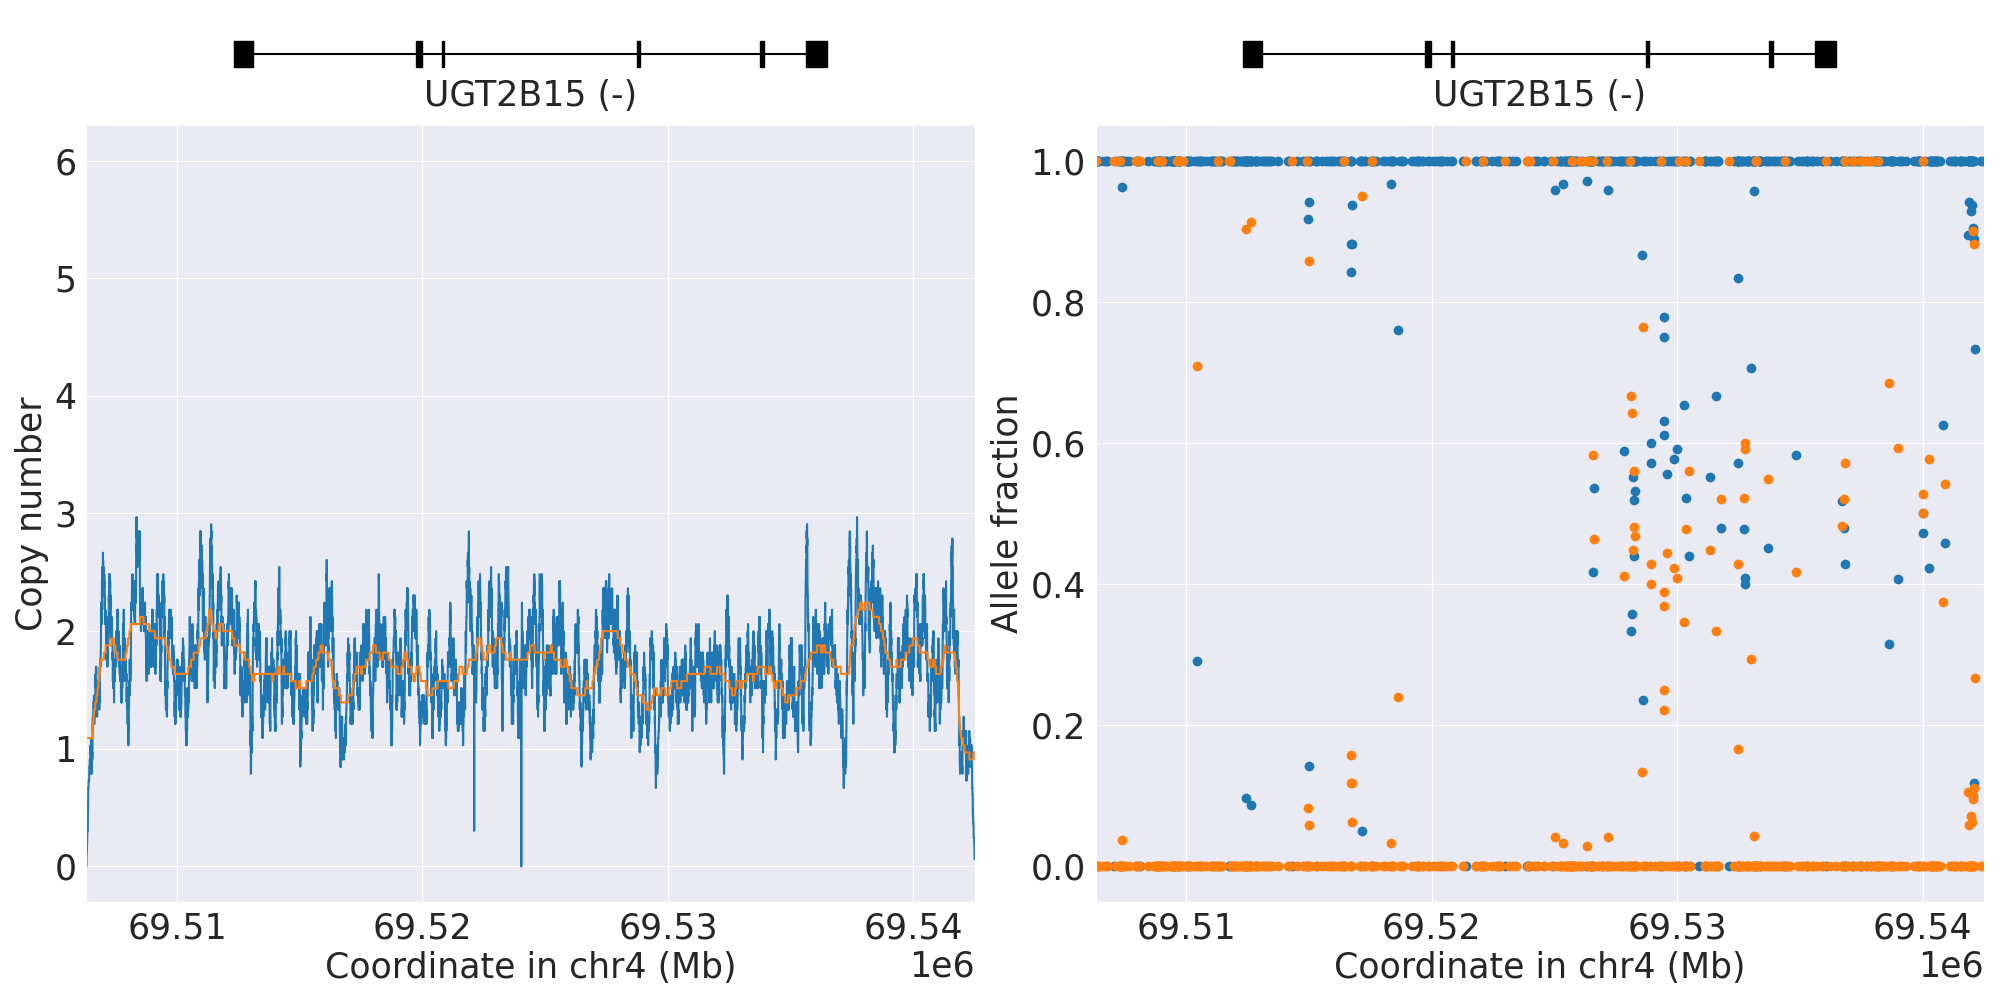 UGT2B15 (-)
6
5
4
3
2
1
0
Copy number
69.51 69.52 69.53 69.54
Coordinate in chr4 (Mb)
1e6
UGT2B15 (-)
1.0
0.8
0.6
0.4
0.2
0.0
Allele fraction
69.51 69.52 69.53 69.54
Coordinate in chr4 (Mb)
1e6